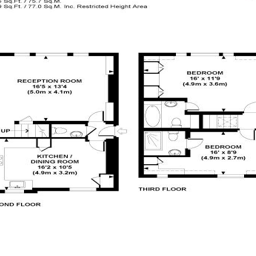 Sq.Ft. / 75.7 Sq.M.
Sq.Ft. / 77.0 Sq.M. Inc. Restricted Height Area
RECEPTION ROOM
16'5 x 13'4
(5.0m x 4.1m)
UP
KITCHEN /
DINING ROOM
16'2 x 10'5
(4.9m x 3.2m)
OND FLOOR
BEDROOM
16' x 11'9
(4.9m x 3.6m)
BEDROOM
16' x 8'9
(4.9m x 2.7m)
THIRD FLOOR